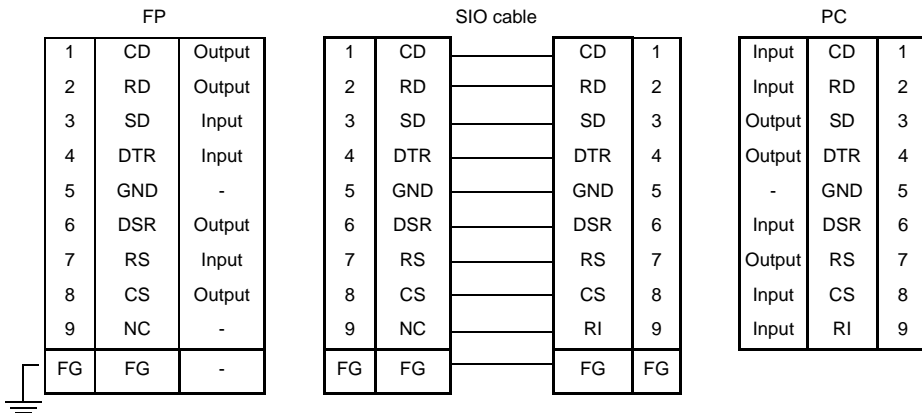 FP SIO cable PC
1 CD Output 1 CD CD 1 Input CD 1
2 RD Output 2 RD RD 2 Input RD 2
3 SD Input 3 SD SD 3 Output SD 3
4 DTR Input 4 DTR DTR 4 Output DTR 4
5 GND - 5 GND GND 5 - GND 5
6 DSR Output 6 DSR DSR 6 Input DSR 6
7 RS Input 7 RS RS 7 Output RS 7
8 CS Output 8 CS CS 8 Input CS 8
9 NC - 9 NC RI 9 Input RI 9
FG FG - FG FG FG FG